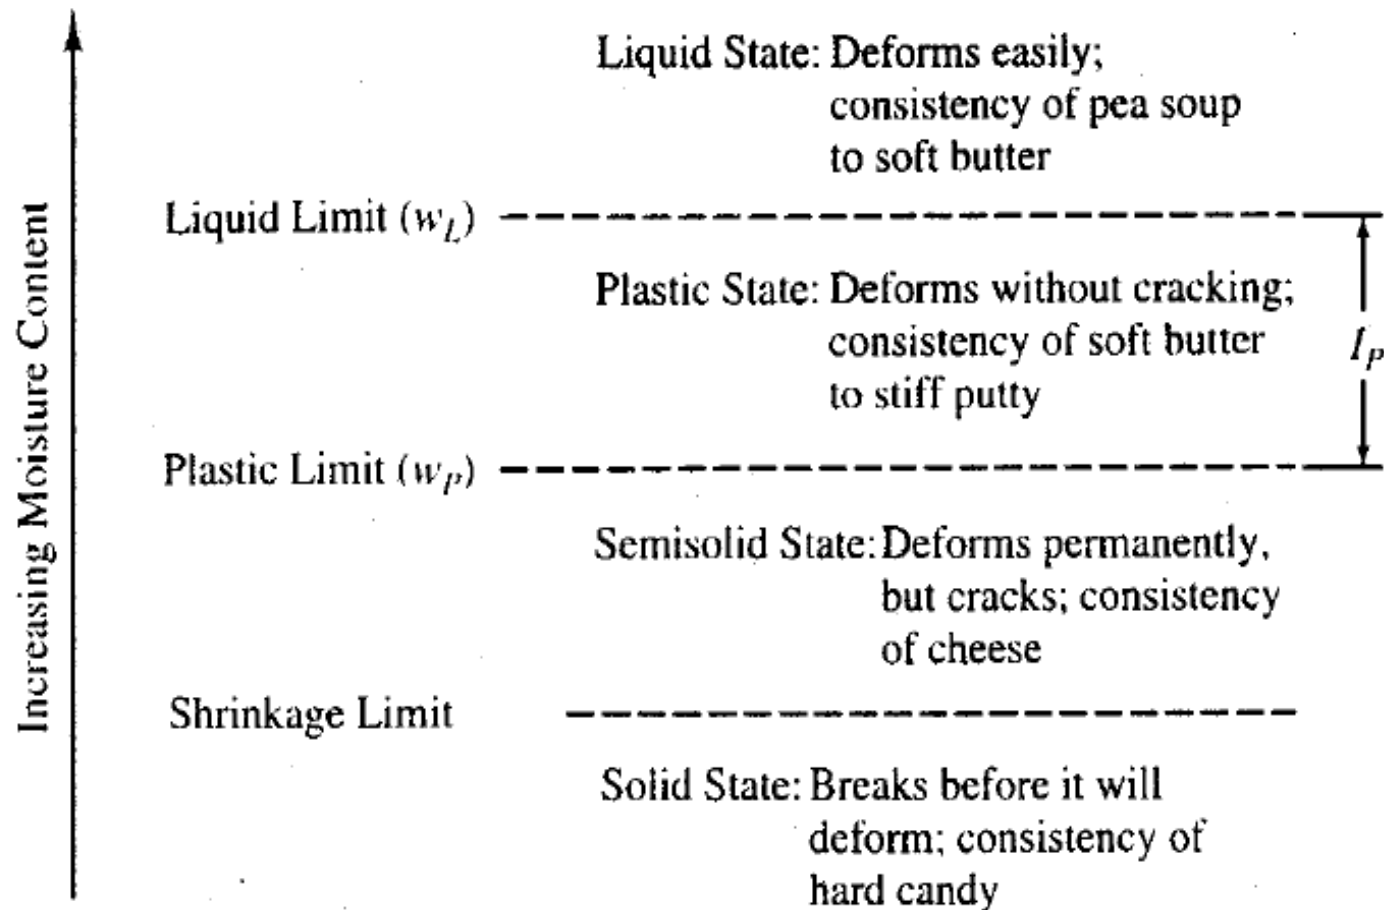 Liquid State: Deforms easily;
consistency of pea soup
to soft butter
Liquid Limit (w_L)
Plastic State: Deforms without cracking;
consistency of soft butter
to stiff putty
I_P
Plastic Limit (w_P)
Semisolid State: Deforms permanently,
but cracks; consistency
of cheese
Shrinkage Limit
Solid State: Breaks before it will
deform; consistency of
hard candy
Increasing Moisture Content